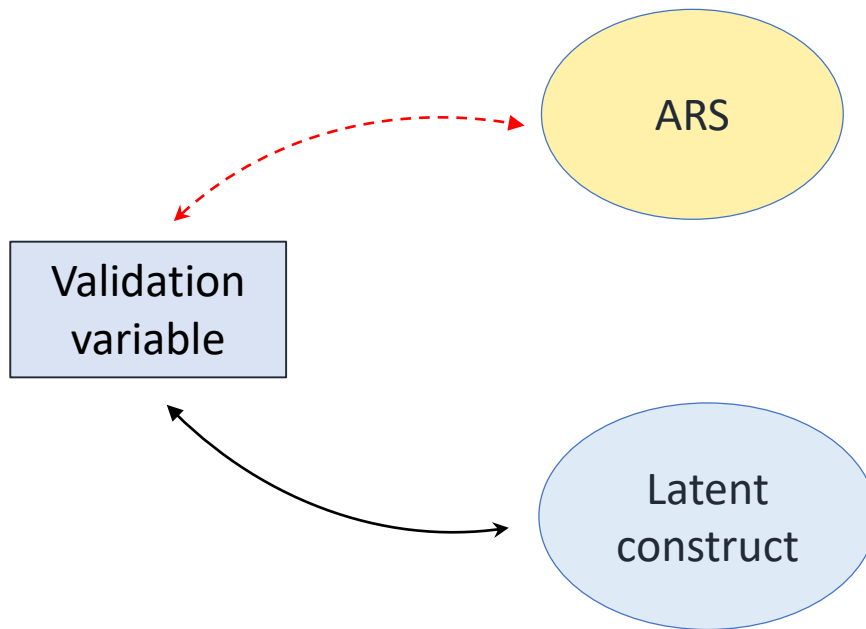 ARS
Validation
variable
Latent
construct